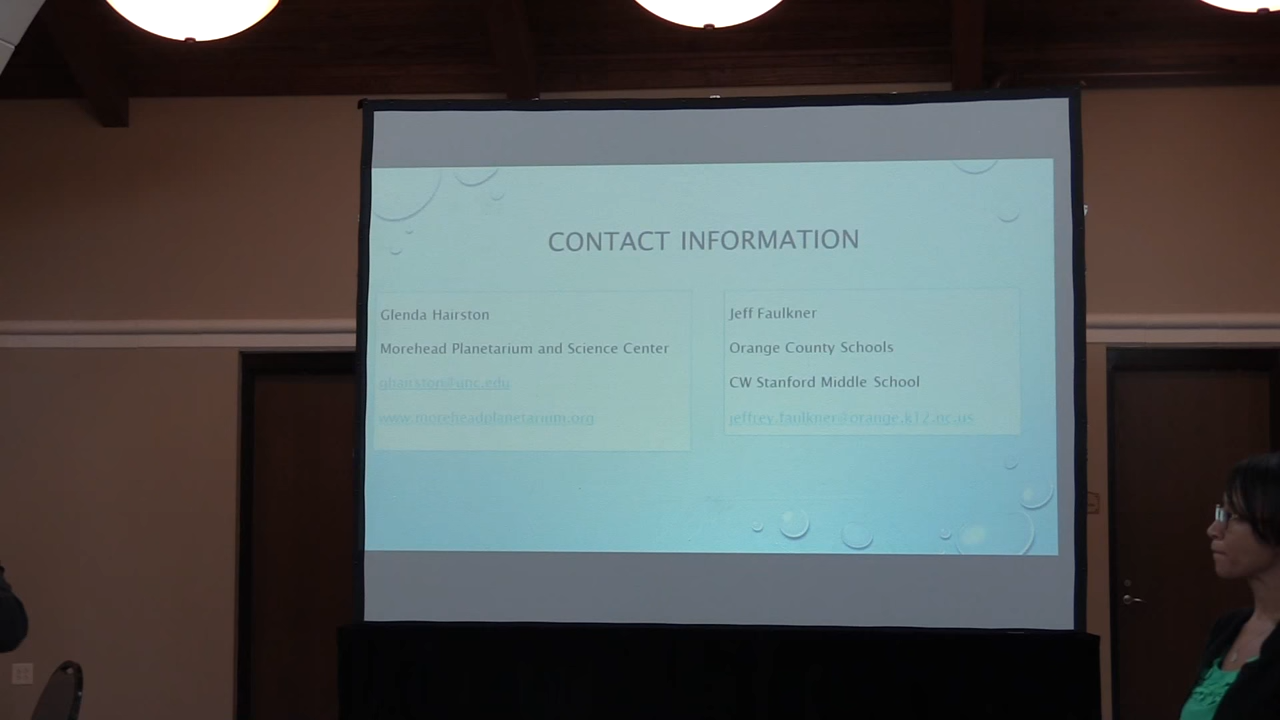 CONTACT INFORMATION
Glenda Hairston
Morehead Planetarium and Science Center
ghairston@unc.edu
www.moreheadplanetarium.org
Jeff Faulkner
Orange County Schools
CW Stanford Middle School
jeffrey.faulkner@orange.k12.nc.us